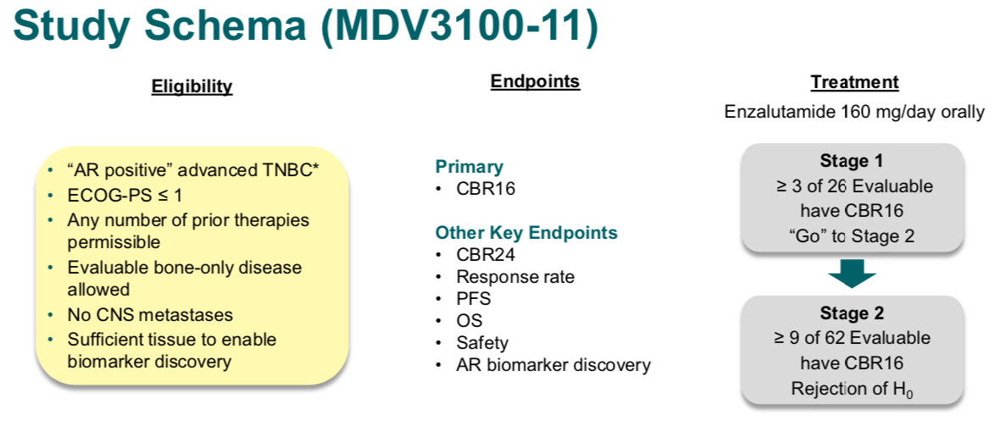 Study Schema (MDV3100-11)
Eligibility
• “AR positive” advanced TNBC*
• ECOG-PS ≤ 1
• Any number of prior therapies
permissible
• Evaluable bone-only disease
allowed
• No CNS metastases
• Sufficient tissue to enable
biomarker discovery
Endpoints
Primary
• CBR16
Other Key Endpoints
• CBR24
• Response rate
• PFS
• OS
• Safety
• AR biomarker discovery
Treatment
Enzalutamide 160 mg/day orally
Stage 1
≥ 3 of 26 Evaluable
have CBR16
“Go” to Stage 2
Stage 2
≥ 9 of 62 Evaluable
have CBR16
Rejection of H₀